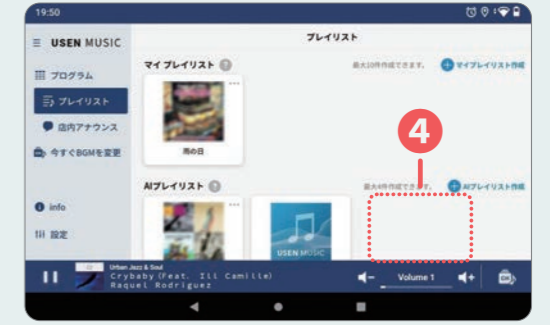 19:50
USEN MUSIC
プレイリスト
マイ プレイリスト ?
最大10件作成できます。
マイプレイリスト作成
プログラム
プレイリスト
店内アナウンス
今すぐBGMを変更
雨の日
4
AIプレイリスト ?
最大4件作成できます。
AIプレイリスト作成
info
設定
USEN MUSIC
Urban Jazz & Soul
Crybaby (Feat. Ill Camille)
Raquel Rodriguez
Volume 1